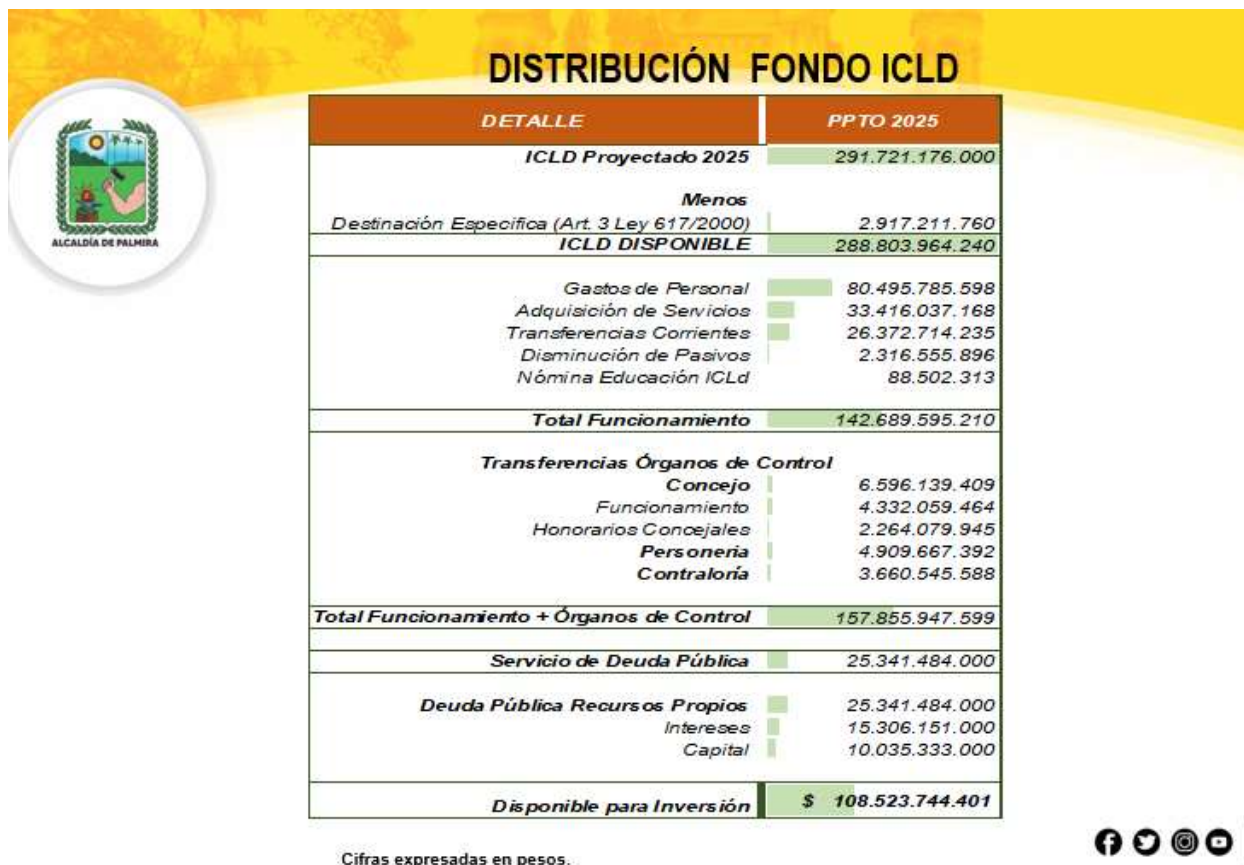 DISTRIBUCIÓN FONDO ICLD
ALCALDÍA DE PALMIRA
DETALLE PPTO 2025
ICLD Proyectado 2025 291.721.176.000
Menos
Destinación Especifica (Art. 3 Ley 617/2000) 2.917.211.760
ICLD DISPONIBLE 288.803.964.240
Gastos de Personal 80.495.785.598
Adquisición de Servicios 33.416.037.168
Transferencias Corrientes 26.372.714.235
Disminución de Pasivos 2.316.555.896
Nómina Educación ICLd 88.502.313
Total Funcionamiento 142.689.595.210
Transferencias Órganos de Control
Concejo 6.596.139.409
Funcionamiento 4.332.059.464
Honorarios Concejales 2.264.079.945
Personeria 4.909.667.392
Contraloría 3.660.545.588
Total Funcionamiento + Órganos de Control 157.855.947.599
Servicio de Deuda Pública 25.341.484.000
Deuda Pública Recursos Propios 25.341.484.000
Intereses 15.306.151.000
Capital 10.035.333.000
Disponible para Inversión $ 108.523.744.401
Cifras expresadas en pesos.